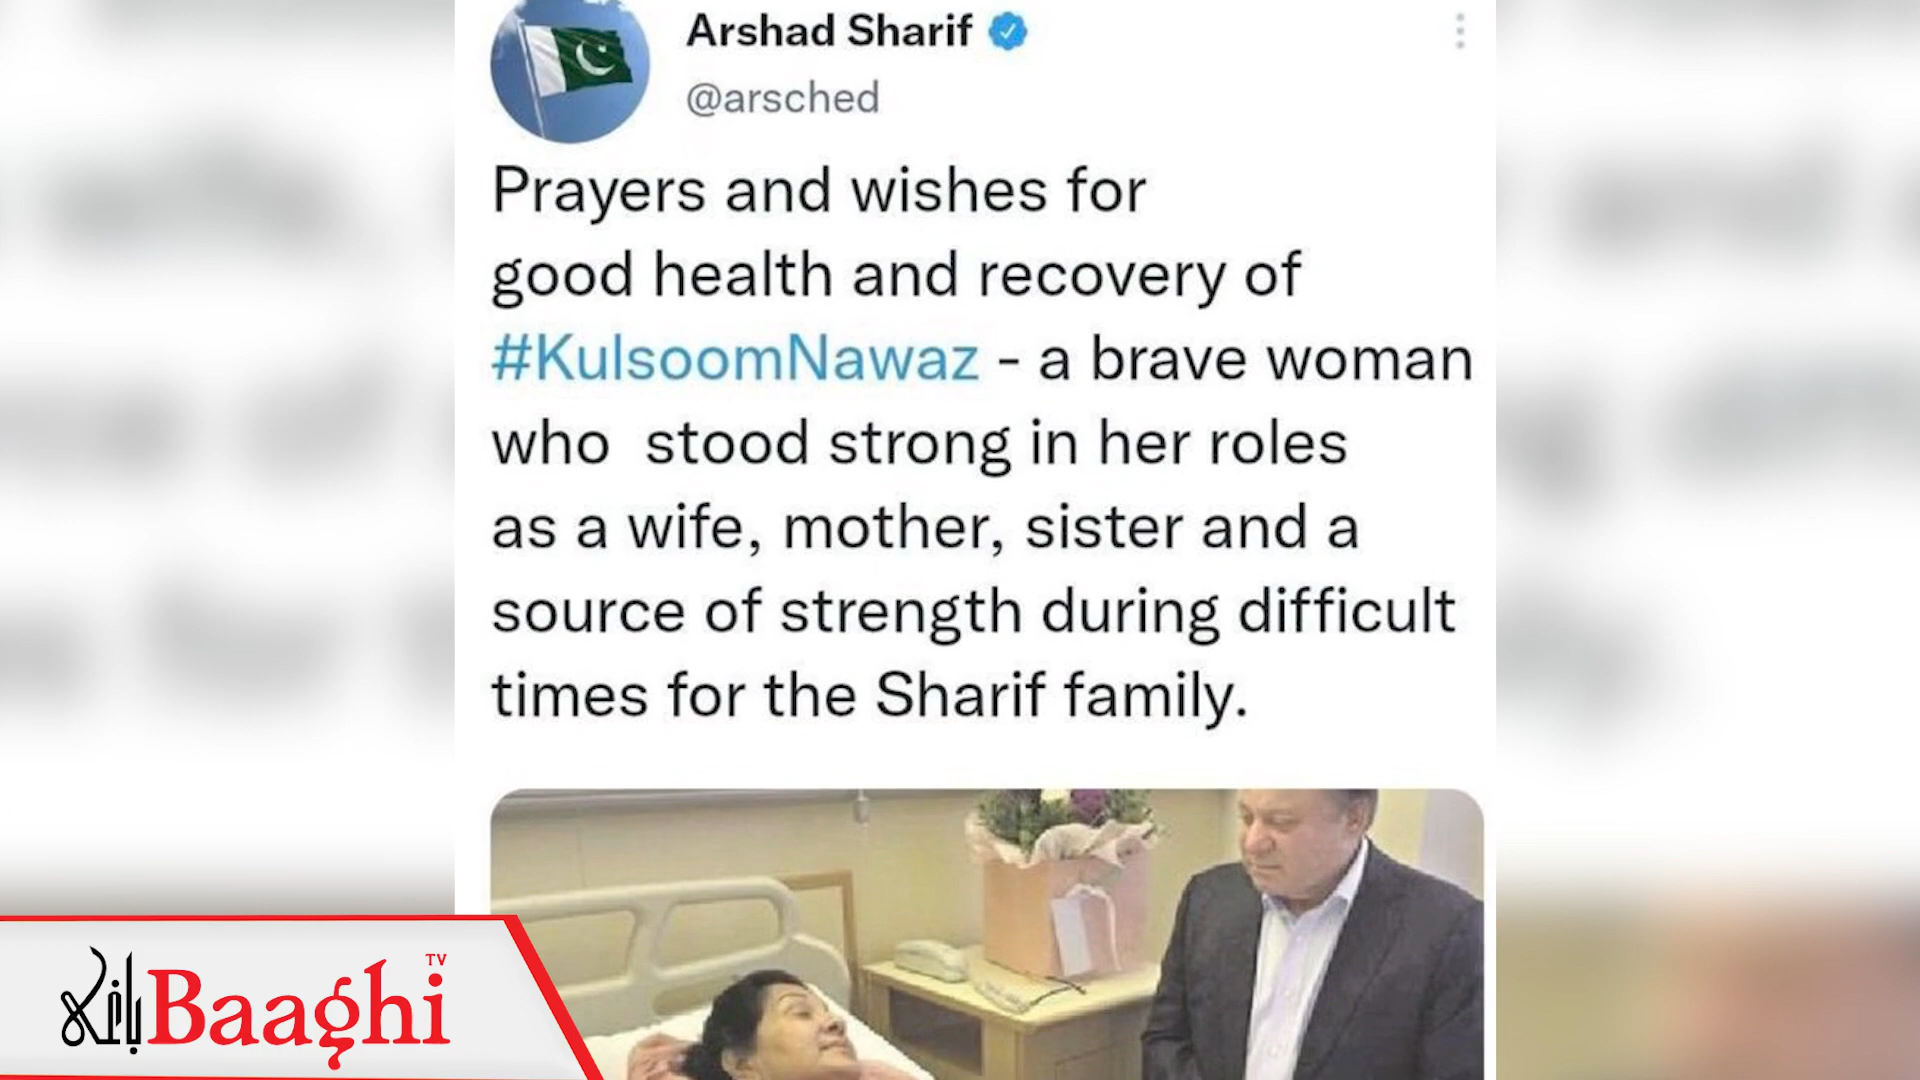 Arshad Sharif
@arsched
Prayers and wishes for
good health and recovery of
#KulsoomNawaz - a brave woman
who  stood strong in her roles
as a wife, mother, sister and a
source of strength during difficult
times for the Sharif family.
باغی Baaghi TV